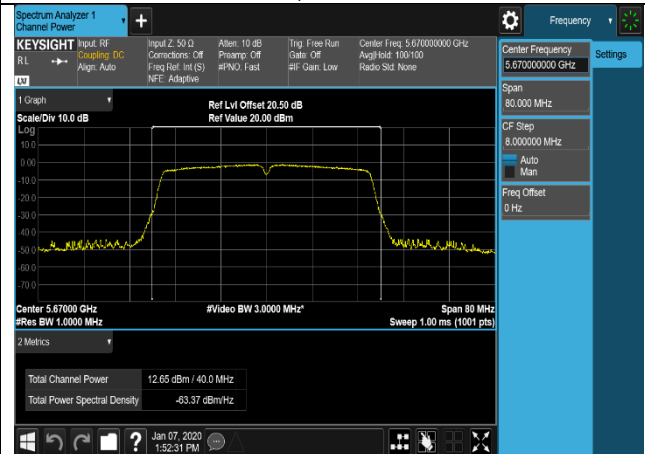 Spectrum Analyzer 1
Channel Power
Frequency
KEYSIGHT
RL
LXI
Input: RF
Coupling: DC
Align: Auto
Input Z: 50 Ω
Corrections: Off
Freq Ref: Int (S)
NFE: Adaptive
Atten: 10 dB
Preamp: Off
#PNO: Fast
Trig: Free Run
Gate: Off
#IF Gain: Low
Center Freq: 5.670000000 GHz
Avg|Hold: 100/100
Radio Std: None
Center Frequency
5.670000000 GHz
Settings
Span
80.000 MHz
CF Step
8.000000 MHz
Auto
Man
Freq Offset
0 Hz
1 Graph
Scale/Div 10.0 dB
Ref Lvl Offset 20.50 dB
Ref Value 20.00 dBm
Log
10.0
0.00
-10.0
-20.0
-30.0
-40.0
-50.0
-60.0
-70.0
Center 5.67000 GHz
#Video BW 3.0000 MHz*
Span 80 MHz
#Res BW 1.0000 MHz
Sweep 1.00 ms (1001 pts)
2 Metrics
Total Channel Power 12.65 dBm / 40.0 MHz
Total Power Spectral Density -63.37 dBm/Hz
?
Jan 07, 2020
1:52:31 PM